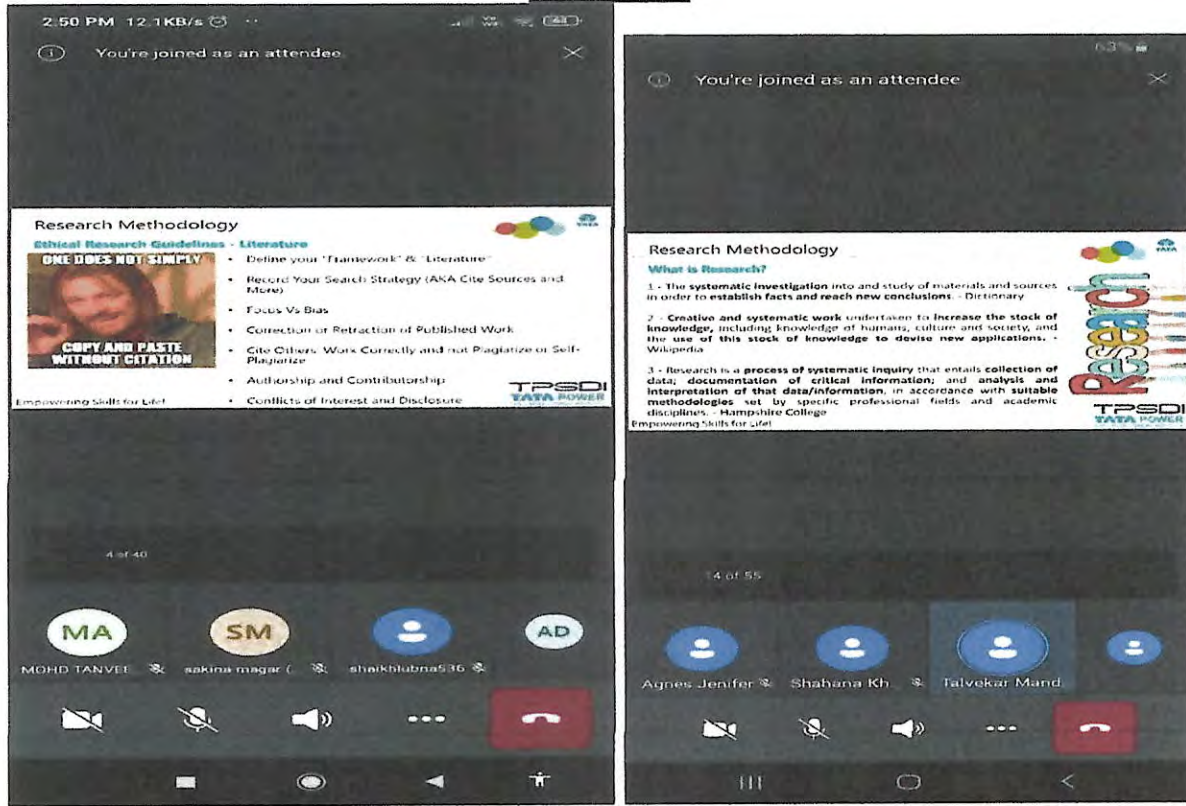 2:50 PM 12.1KB/s
You're joined as an attendee
Research Methodology
Ethical Research Guidelines - Literature
ONE DOES NOT SIMPLY
COPY AND PASTE
WITHOUT CITATION
• Define your "Framework" & "Literature"
• Record Your Search Strategy (AKA Cite Sources and
More)
• Focus Vs Bias
• Correction or Retraction of Published Work
• Cite Others' Work Correctly and not Plagiarize or Self-
Plagiarize
• Authorship and Contributorship
• Conflicts of Interest and Disclosure
TATA
TPSDI
TATA POWER
Empowering Skills for Life!
4 of 40
MA
SM
AD
MOHD TANVEE...
sakina magar (...
shaikhlubna536
63%
You're joined as an attendee
Research Methodology
What is Research?
1 - The systematic investigation into and study of materials and sources
in order to establish facts and reach new conclusions. - Dictionary
2 - Creative and systematic work undertaken to increase the stock of
knowledge, including knowledge of humans, culture and society, and
the use of this stock of knowledge to devise new applications. -
Wikipedia
3 - Research is a process of systematic inquiry that entails collection of
data; documentation of critical information; and analysis and
interpretation of that data/information, in accordance with suitable
methodologies set by specific professional fields and academic
disciplines. - Hampshire College
Research
TATA
TPSDI
TATA POWER
Empowering Skills for Life!
14 of 55
Agnes Jenifer
Shahana Kh...
Talvekar Mand...